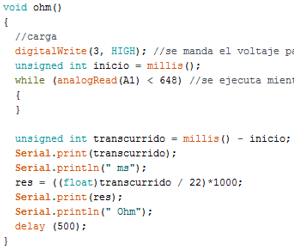 void ohm()
{
//carga
digitalWrite(3, HIGH); //se manda el voltaje
unsigned int inicio = millis();
while (analogRead(A1) < 648) //se ejecuta
{
}
unsigned int transcurrido = millis() - inicio;
Serial.print(transcurrido);
Serial.println(" ms");
res = ((float)transcurrido / 22)*1000;
Serial.print(res);
Serial.println(" Ohm");
delay (500);
}